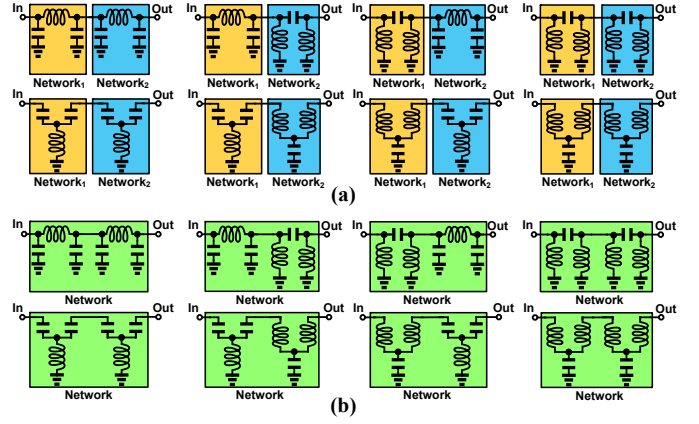 In Out In Out In Out In Out
Network₁ Network₂ Network₁ Network₂ Network₁ Network₂ Network₁ Network₂
In Out In Out In Out In Out
Network₁ Network₂ Network₁ Network₂ Network₁ Network₂ Network₁ Network₂
(a)
In Out In Out In Out In Out
Network Network Network Network
In Out In Out In Out In Out
Network Network Network Network
(b)